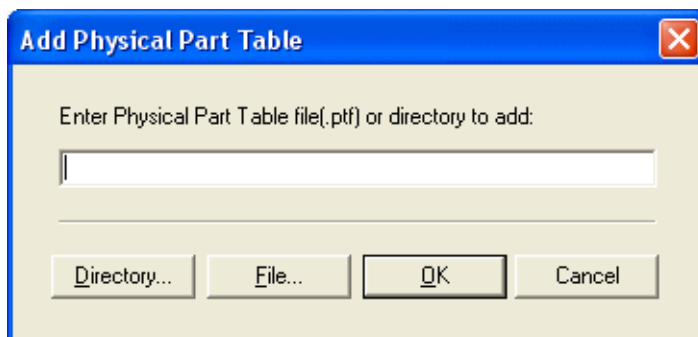 Add Physical Part Table
Enter Physical Part Table file(.ptf) or directory to add:
Directory... File... OK Cancel